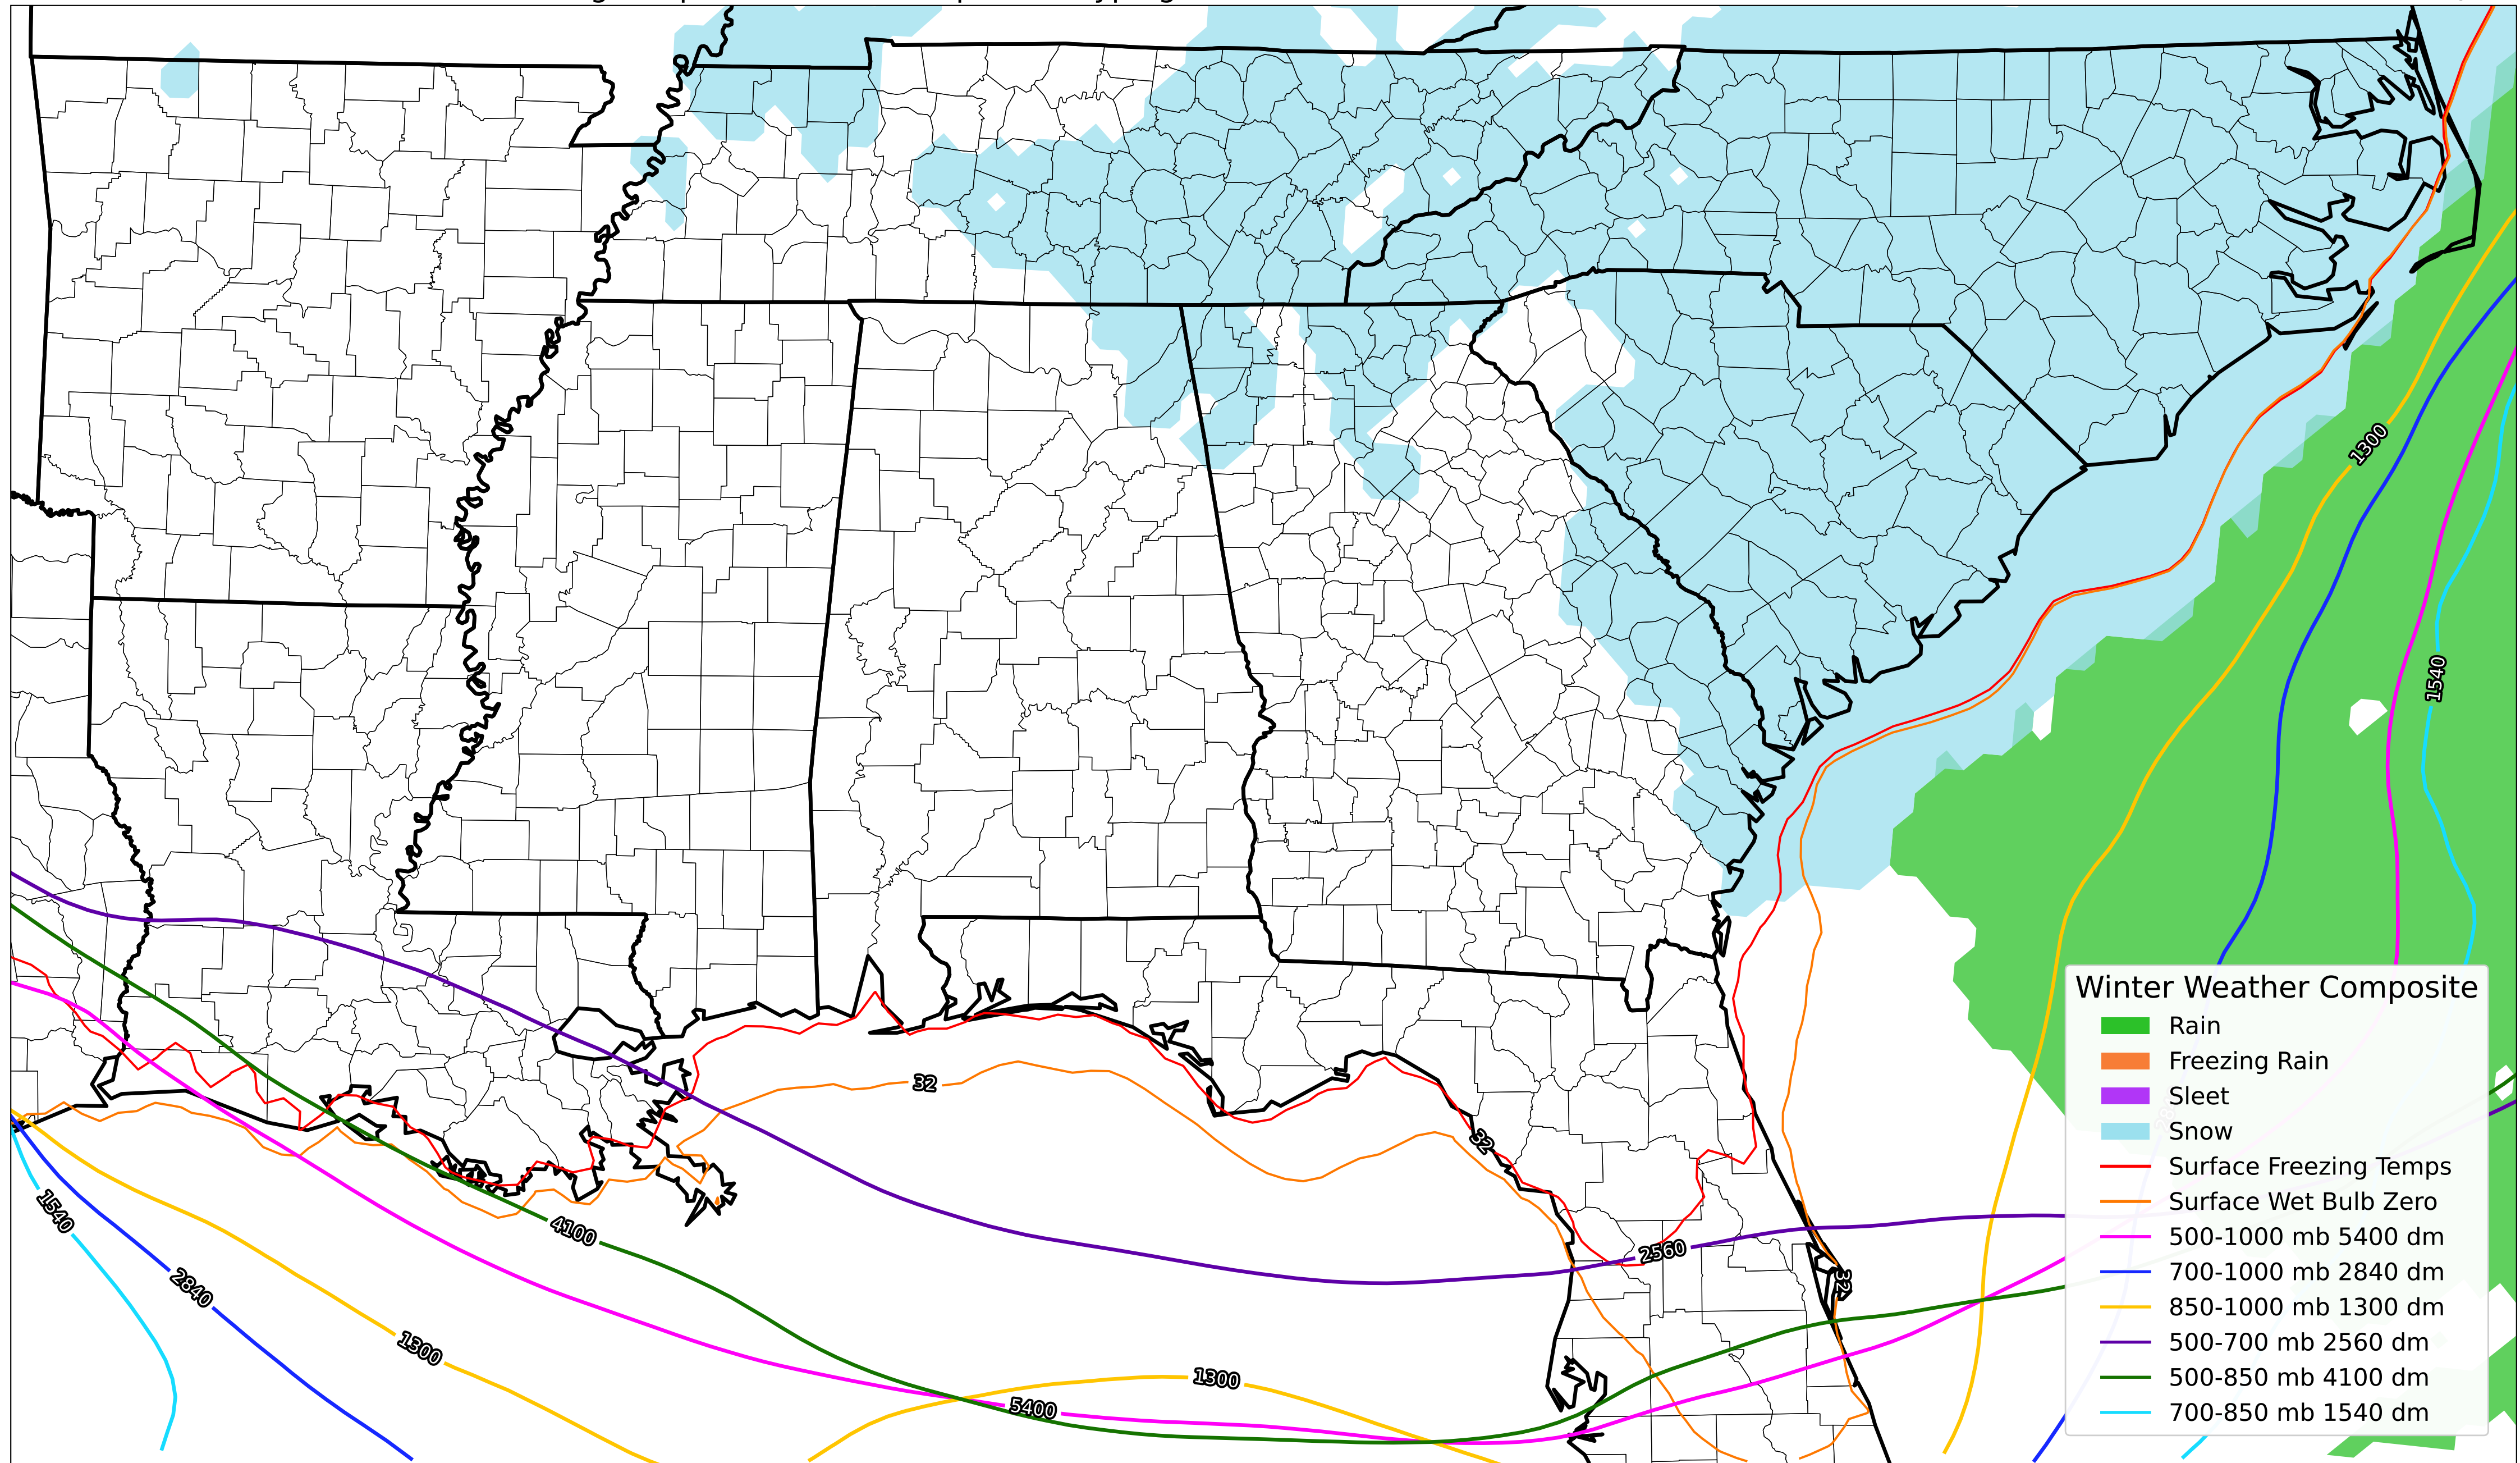 1300
1540
32
32
2560
32
4100
1540
2840
1300
1300
5400
Winter Weather Composite
Rain
Freezing Rain
Sleet
Snow
Surface Freezing Temps
Surface Wet Bulb Zero
500-1000 mb 5400 dm
700-1000 mb 2840 dm
850-1000 mb 1300 dm
500-700 mb 2560 dm
500-850 mb 4100 dm
700-850 mb 1540 dm